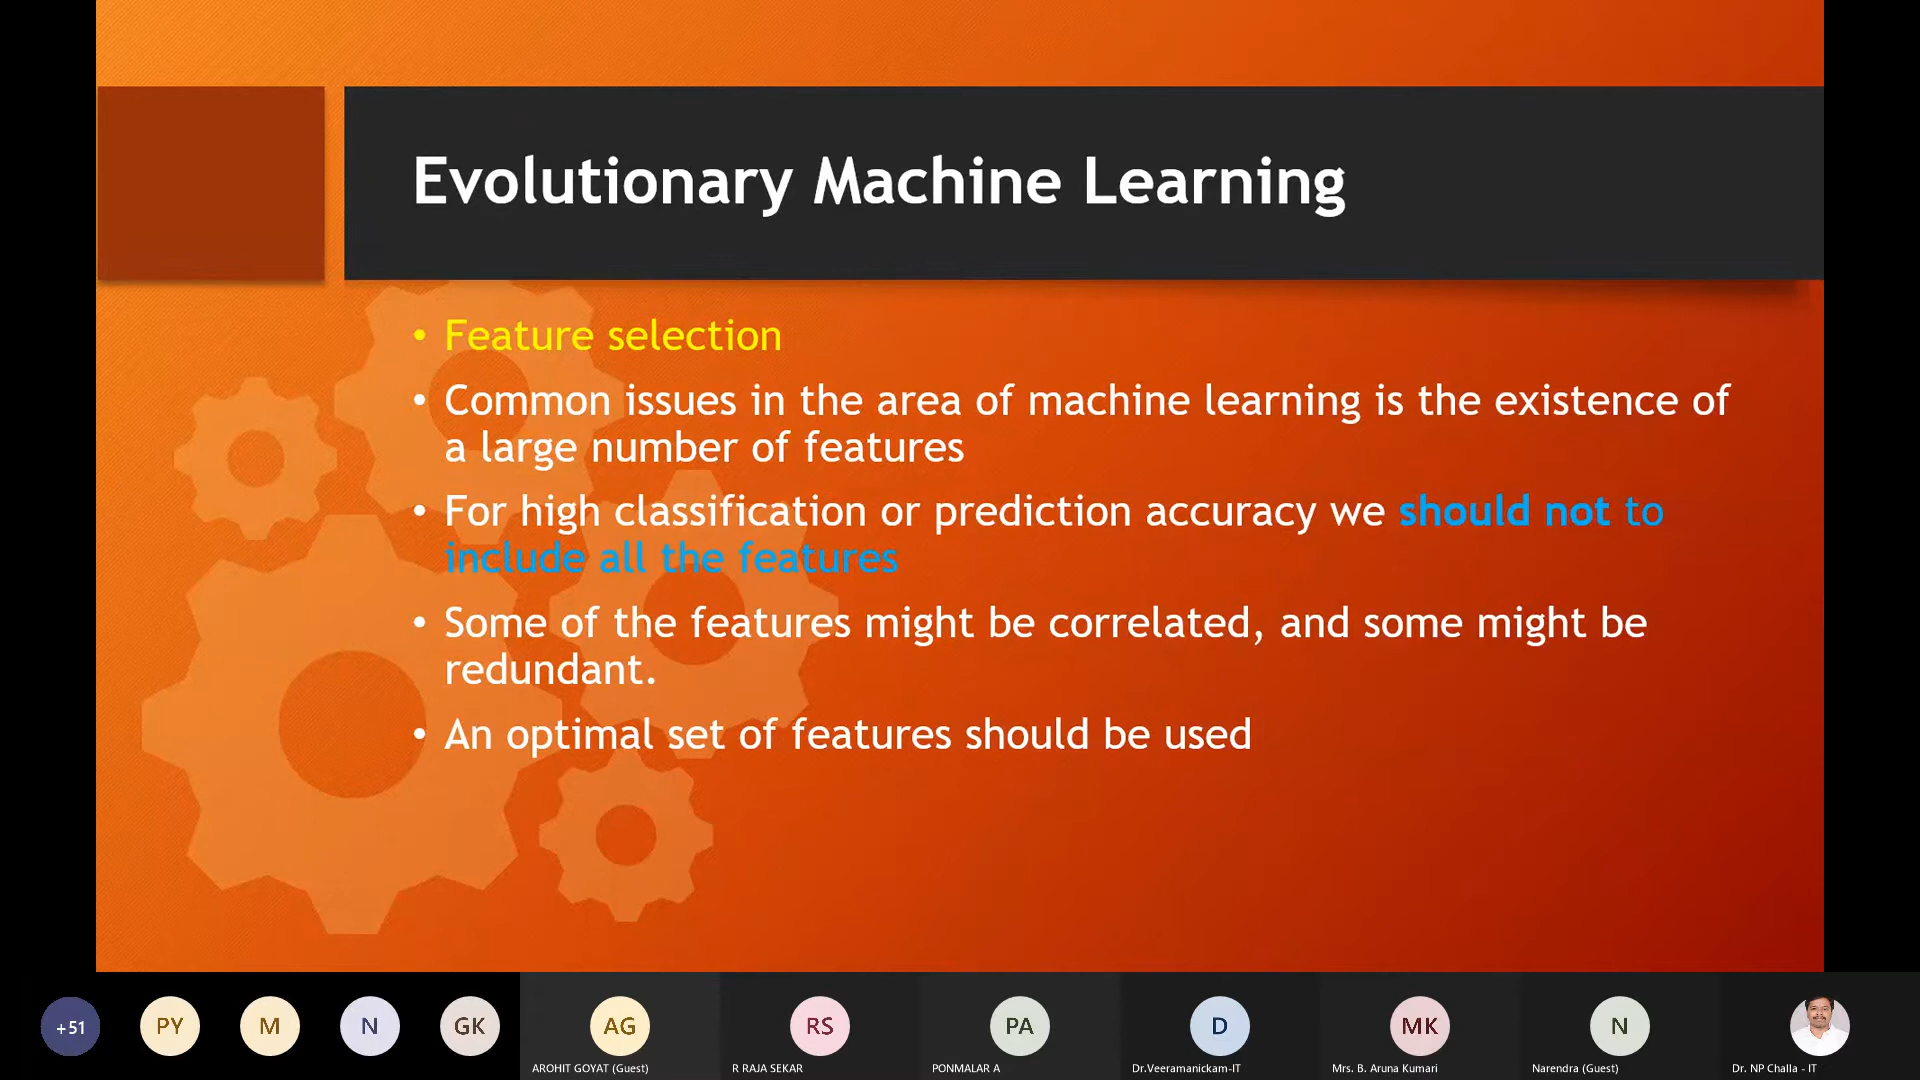 Evolutionary Machine Learning
• Feature selection
• Common issues in the area of machine learning is the existence of
a large number of features
• For high classification or prediction accuracy we should not to
include all the features
• Some of the features might be correlated, and some might be
redundant.
• An optimal set of features should be used
+51
PY
M
N
GK
AG
RS
PA
D
MK
N
AROHIT GOYAT (Guest)
R RAJA SEKAR
PONMALAR A
Dr.Veeramanickam-IT
Mrs. B. Aruna Kumari
Narendra (Guest)
Dr. NP Challa - IT